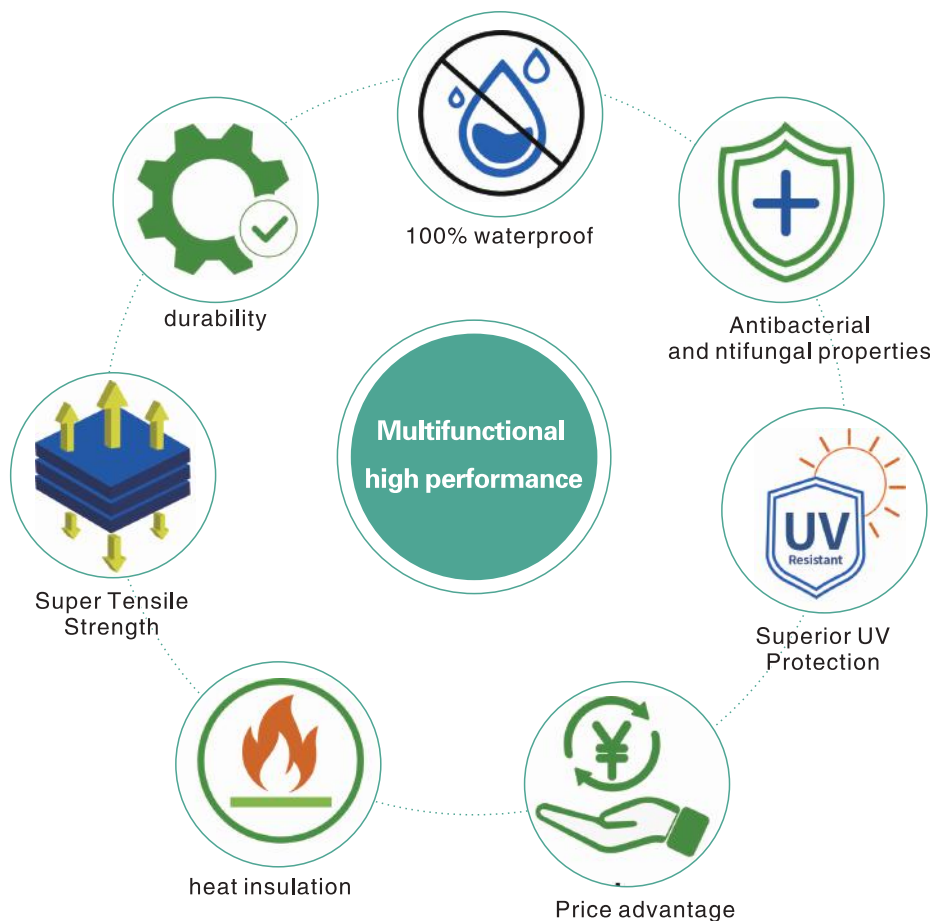 100% waterproof
durability
Antibacterial
and ntifungal properties
Multifunctional
high performance
UV
Resistant
Super Tensile
Strength
Superior UV
Protection
¥
heat insulation
Price advantage